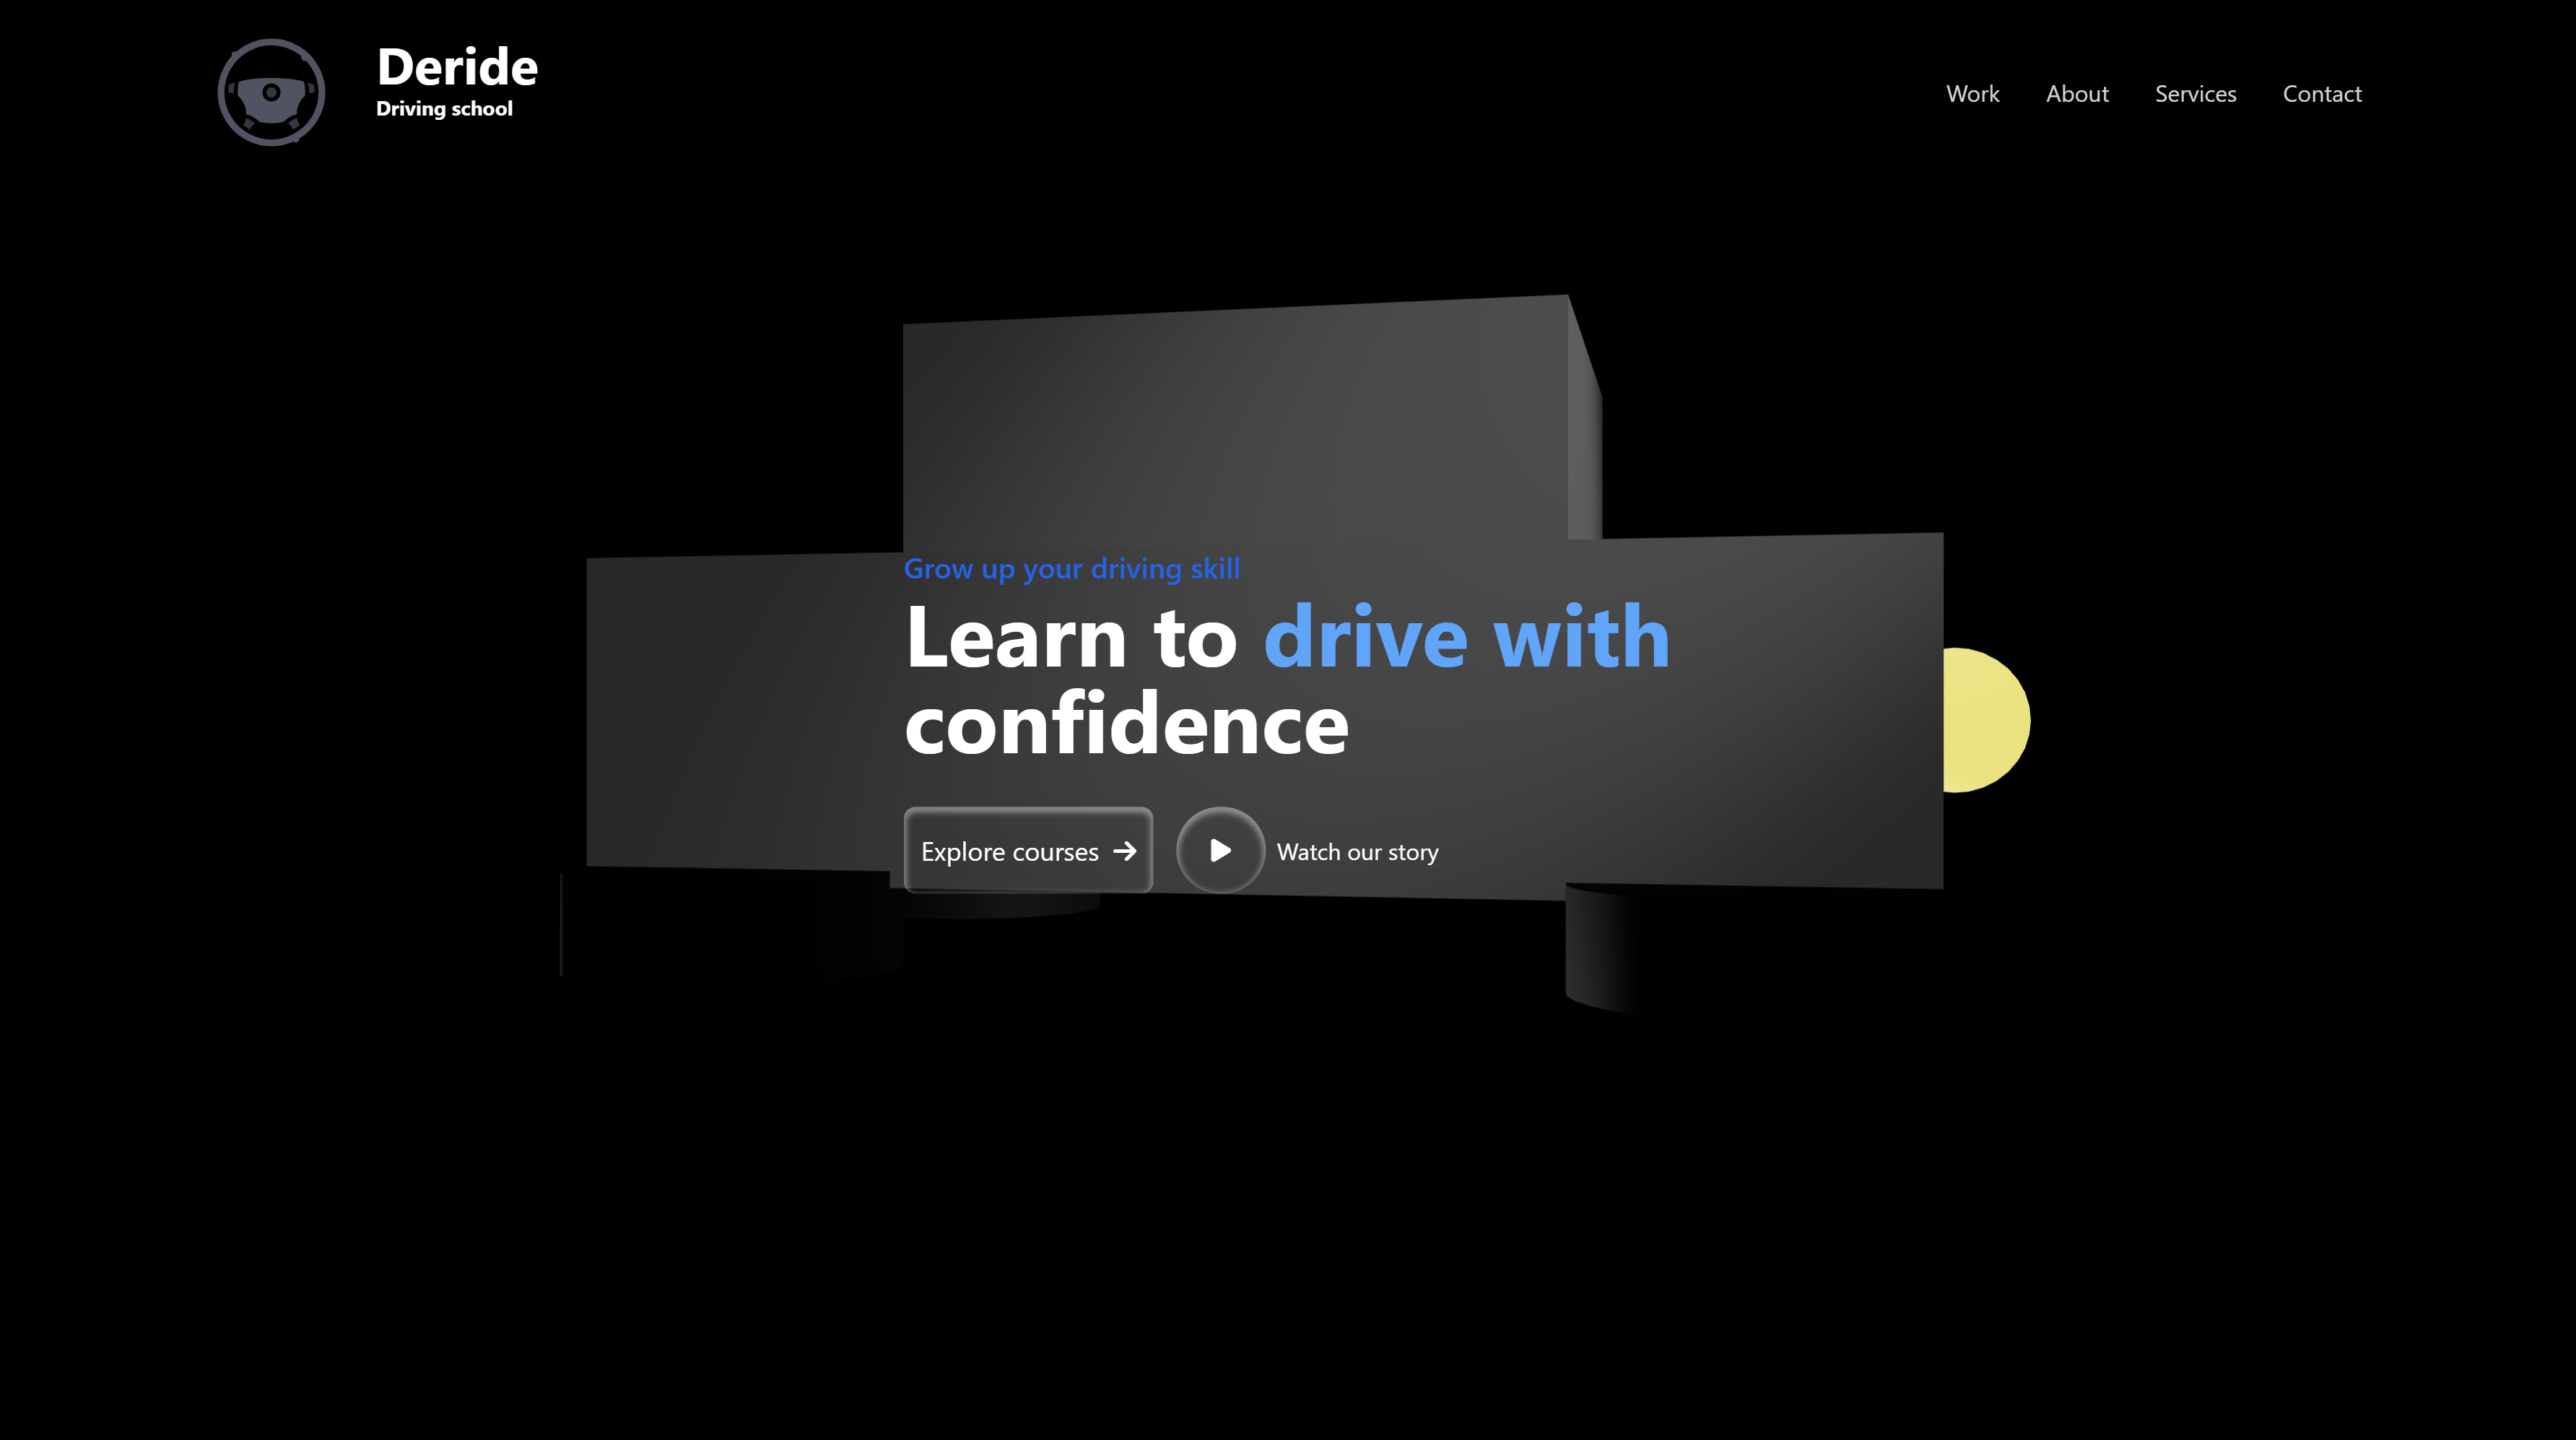 Deride
Driving school
Work
About
Services
Contact
Grow up your driving skill
Learn to drive with
confidence
Explore courses
Watch our story